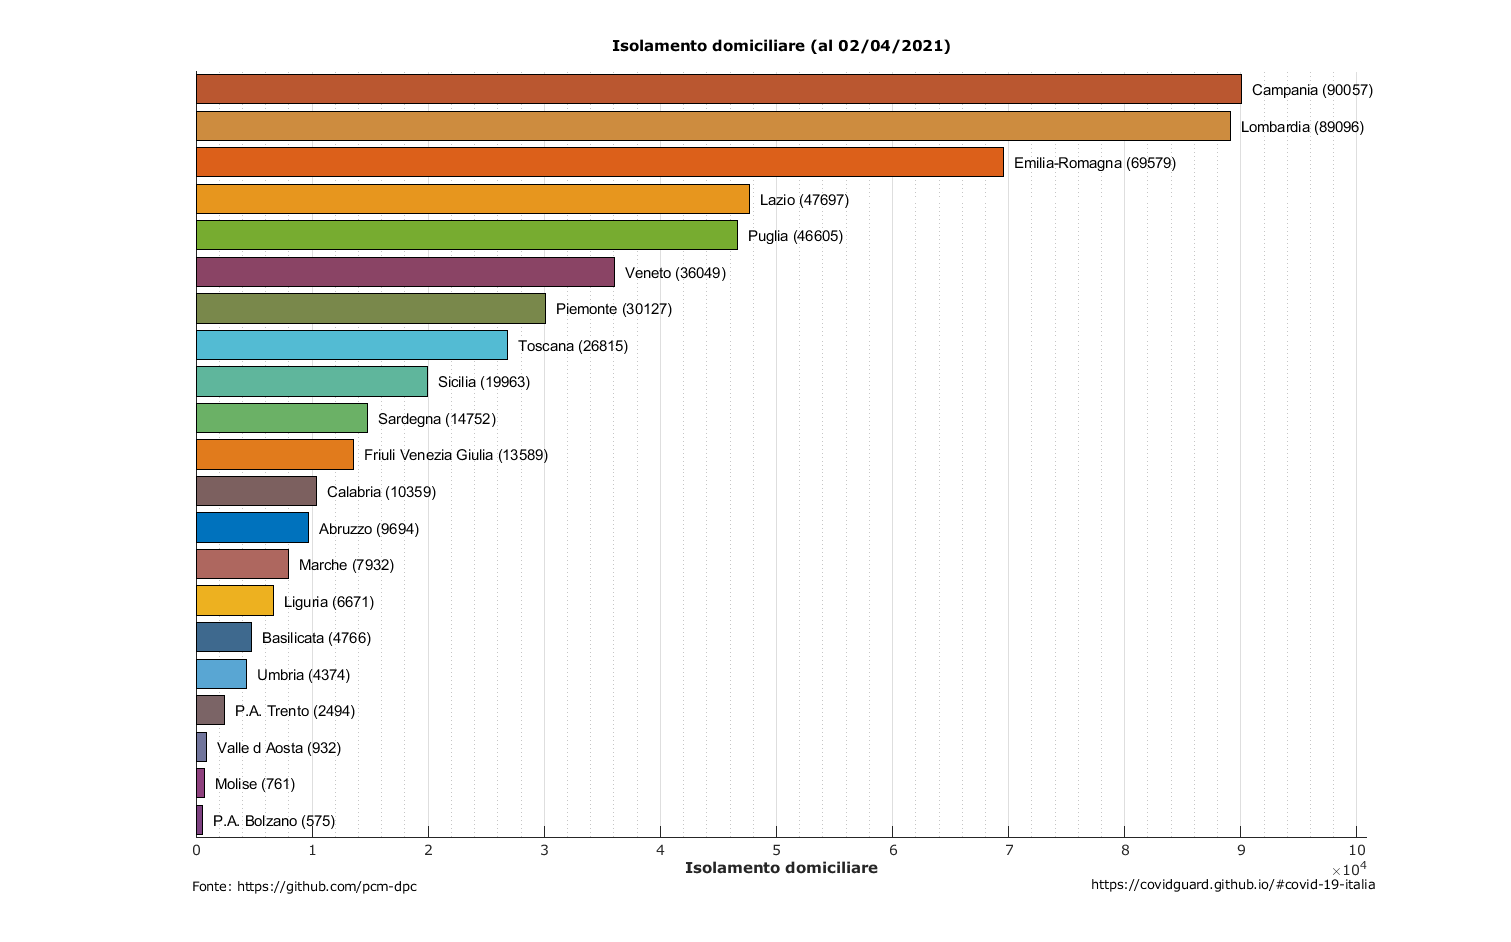 Isolamento domiciliare (al 02/04/2021)
Campania (90057)
Lombardia (89096)
Emilia-Romagna (69579)
Lazio (47697)
Puglia (46605)
Veneto (36049)
Piemonte (30127)
Toscana (26815)
Sicilia (19963)
Sardegna (14752)
Friuli Venezia Giulia (13589)
Calabria (10359)
Abruzzo (9694)
Marche (7932)
Liguria (6671)
Basilicata (4766)
Umbria (4374)
P.A. Trento (2494)
Valle d Aosta (932)
Molise (761)
P.A. Bolzano (575)
0 1 2 3 4 5 6 7 8 9 10
×10⁴
Isolamento domiciliare
Fonte: https://github.com/pcm-dpc
https://covidguard.github.io/#covid-19-italia